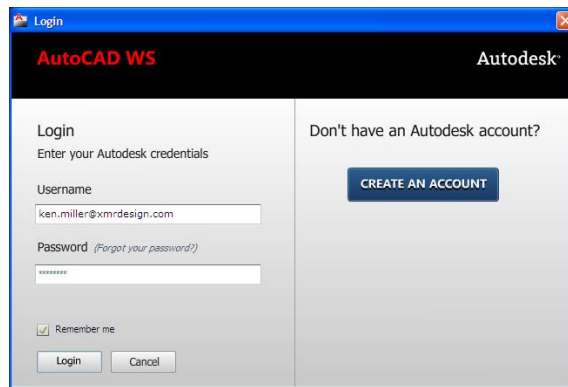 Login
AutoCAD WS
Autodesk
Login
Enter your Autodesk credentials
Username
ken.miller@xmrdesign.com
Password (Forgot your password?)
********
Remember me
Login Cancel
Don't have an Autodesk account?
CREATE AN ACCOUNT